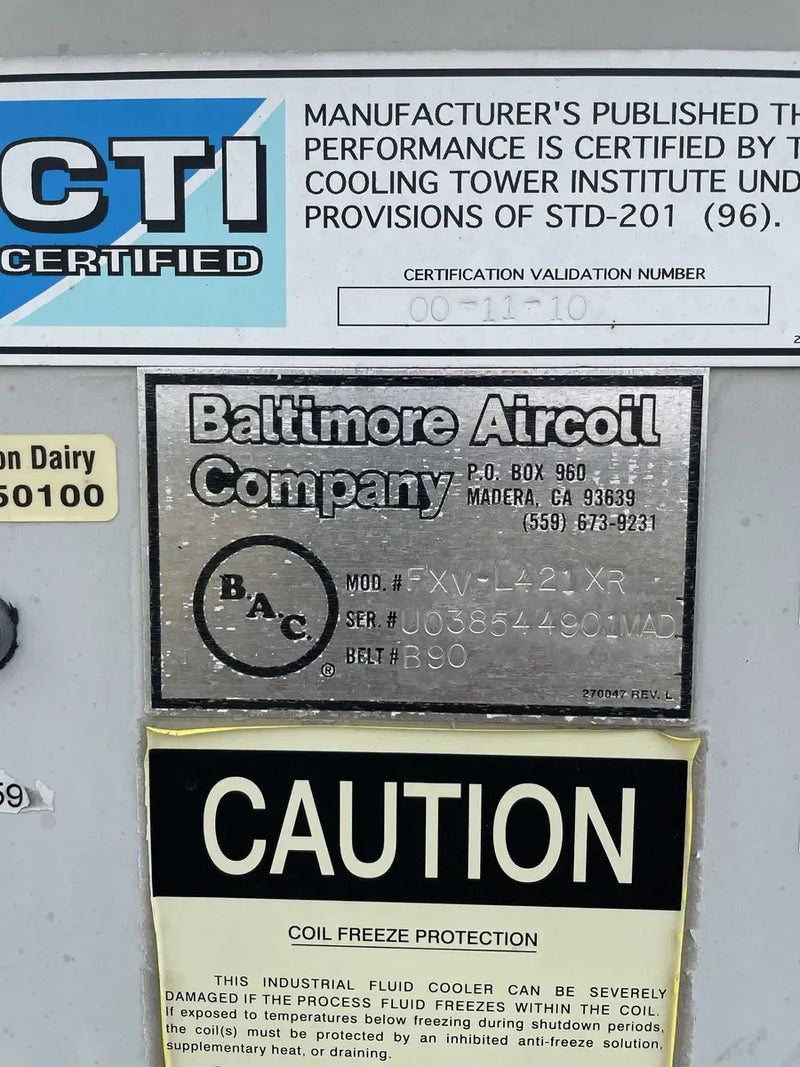 CTI
CERTIFIED
MANUFACTURER'S PUBLISHED TH
PERFORMANCE IS CERTIFIED BY T
COOLING TOWER INSTITUTE UND
PROVISIONS OF STD-201 (96).
CERTIFICATION VALIDATION NUMBER
00-11-10
on Dairy
50100
Baltimore Aircoil
Company
P.O. BOX 960
MADERA, CA 93639
(559) 673-9231
B.A.C.
®
MOD. # FXV-L421XR
SER. # U038544901MAD
BELT # B90
270047 REV. L
59
CAUTION
COIL FREEZE PROTECTION
THIS INDUSTRIAL FLUID COOLER CAN BE SEVERELY
DAMAGED IF THE PROCESS FLUID FREEZES WITHIN THE COIL.
If exposed to temperatures below freezing during shutdown periods,
the coil(s) must be protected by an inhibited anti-freeze solution,
supplementary heat, or draining.